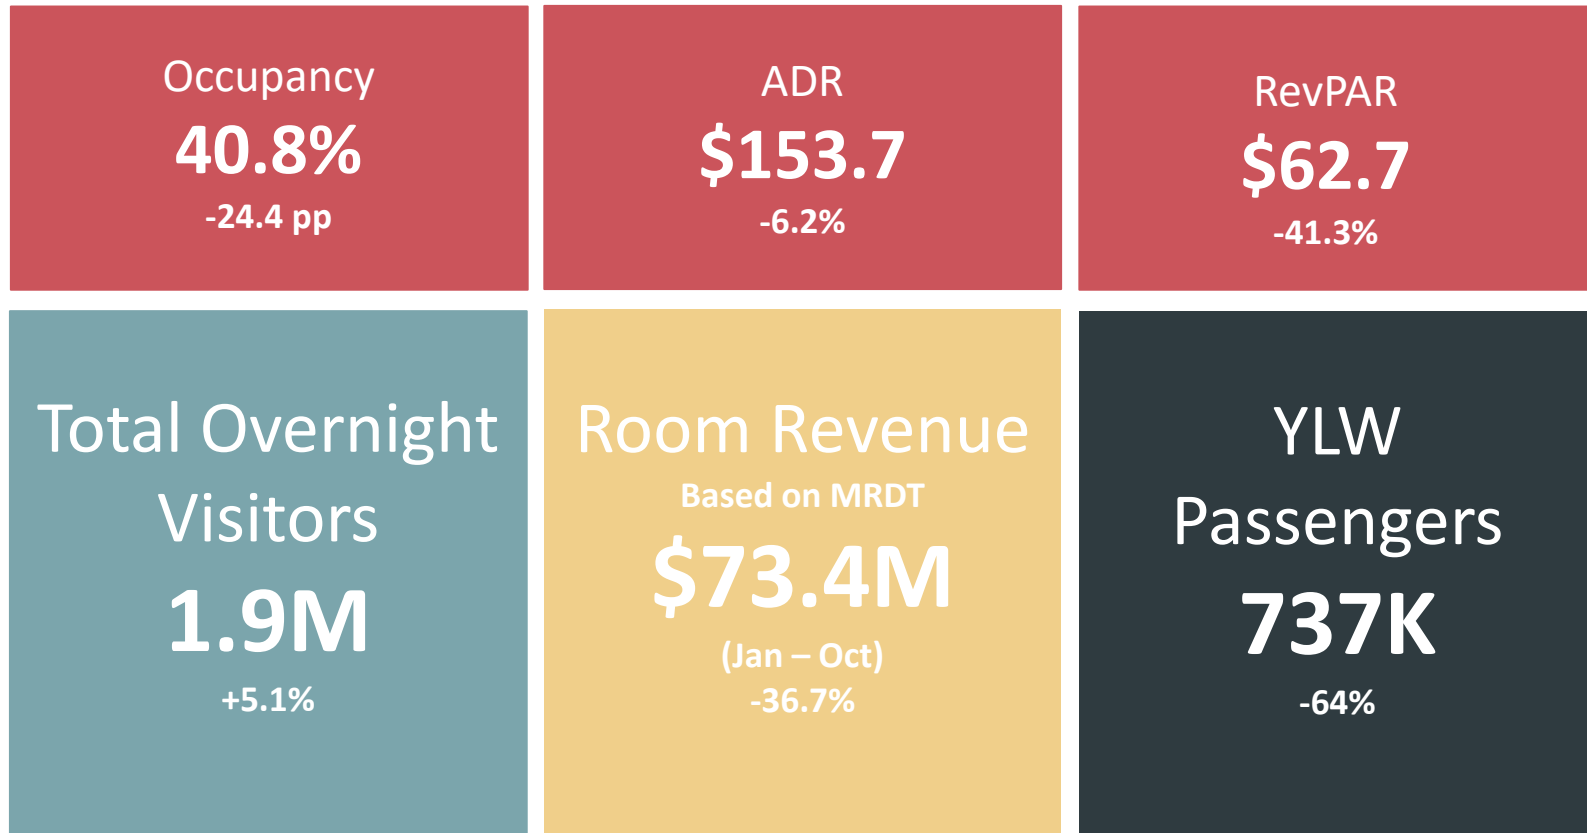 Occupancy
40.8%
-24.4 pp
ADR
$153.7
-6.2%
RevPAR
$62.7
-41.3%
Total Overnight
Visitors
1.9M
+5.1%
Room Revenue
Based on MRDT
$73.4M
(Jan – Oct)
-36.7%
YLW
Passengers
737K
-64%